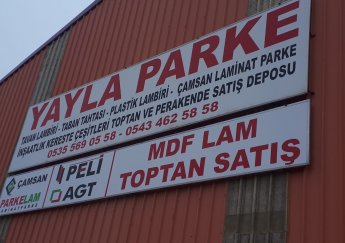 YAYLA PARKE
TAVAN LAMBİRİ - TABAN TAHTASI - PLASTİK LAMBİRİ - ÇAMSAN LAMİNAT PARKE
İNŞAATLIK KERESTE ÇEŞİTLERİ TOPTAN VE PERAKENDE SATIŞ DEPOSU
0535 569 05 58 - 0543 462 58 58
ÇAMSAN
PARKELAM
LAMINATPARKE
PELİ
AGT
MDF LAM
TOPTAN SATIŞ